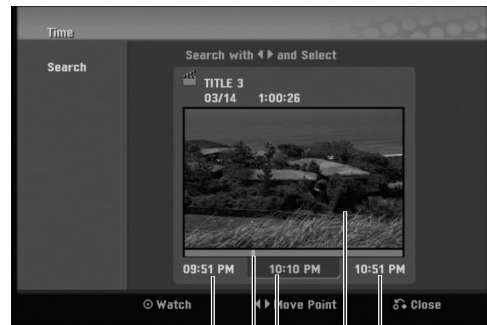 Time
Search
Search with ◀ ▶ and Select
TITLE 3
03/14 1:00:26
09:51 PM 10:10 PM 10:51 PM
⊙ Watch ◀ ▶ Move Point Close